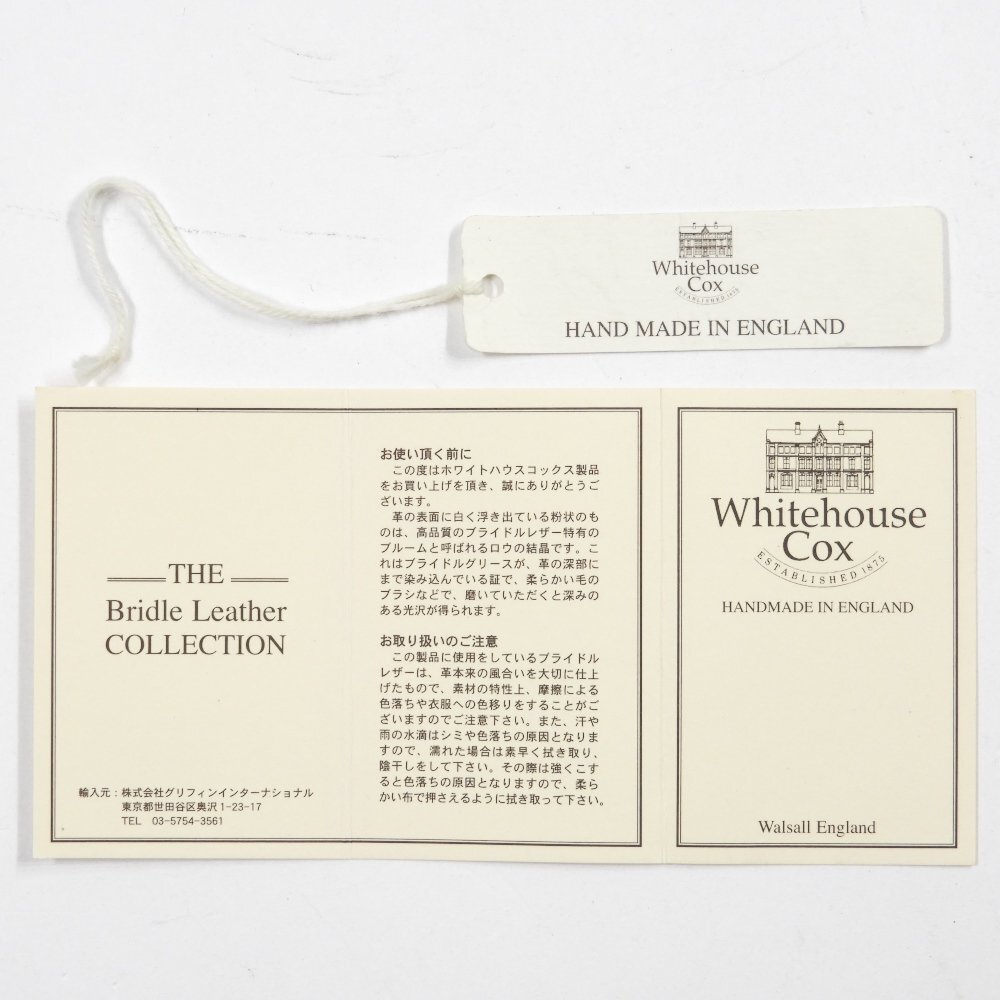 Whitehouse
Cox
ESTABLISHED 1875
HAND MADE IN ENGLAND
THE
Bridle Leather
COLLECTION
輸入元：株式会社グリフィンインターナショナル
東京都世田谷区奥沢1-23-17
TEL 03-5754-3561
お使い頂く前に
この度はホワイトハウスコックス製品
をお買い上げを頂き、誠にありがとうご
ざいます。
革の表面に白く浮き出ている粉状のも
のは、高品質のブライドルレザー特有の
ブルームと呼ばれるロウの結晶です。こ
れはブライドルグリースが、革の深部に
まで染み込んでいる証で、柔らかい毛の
ブラシなどで、磨いていただくと深みの
ある光沢が得られます。
お取り扱いのご注意
この製品に使用をしているブライドル
レザーは、革本来の風合いを大切に仕上
げたもので、素材の特性上、摩擦による
色落ちや衣服への色移りをすることがご
ざいますのでご注意下さい。また、汗や
雨の水滴はシミや色落ちの原因となりま
すので、濡れた場合は素早く拭き取り、
陰干しをして下さい。その際は強くこす
ると色落ちの原因となりますので、柔ら
かい布で押さえるように拭き取って下さい。
Whitehouse
Cox
ESTABLISHED 1875
HANDMADE IN ENGLAND
Walsall England